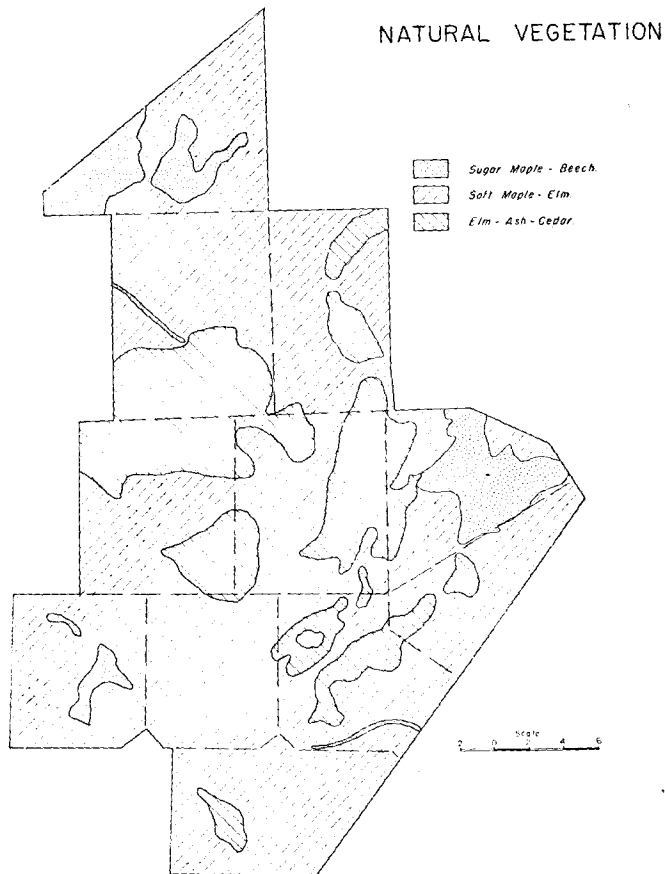 NATURAL VEGETATION
Sugar Maple - Beech.
Soft Maple - Elm.
Elm - Ash - Cedar.
Scale
2 0 2 4 6